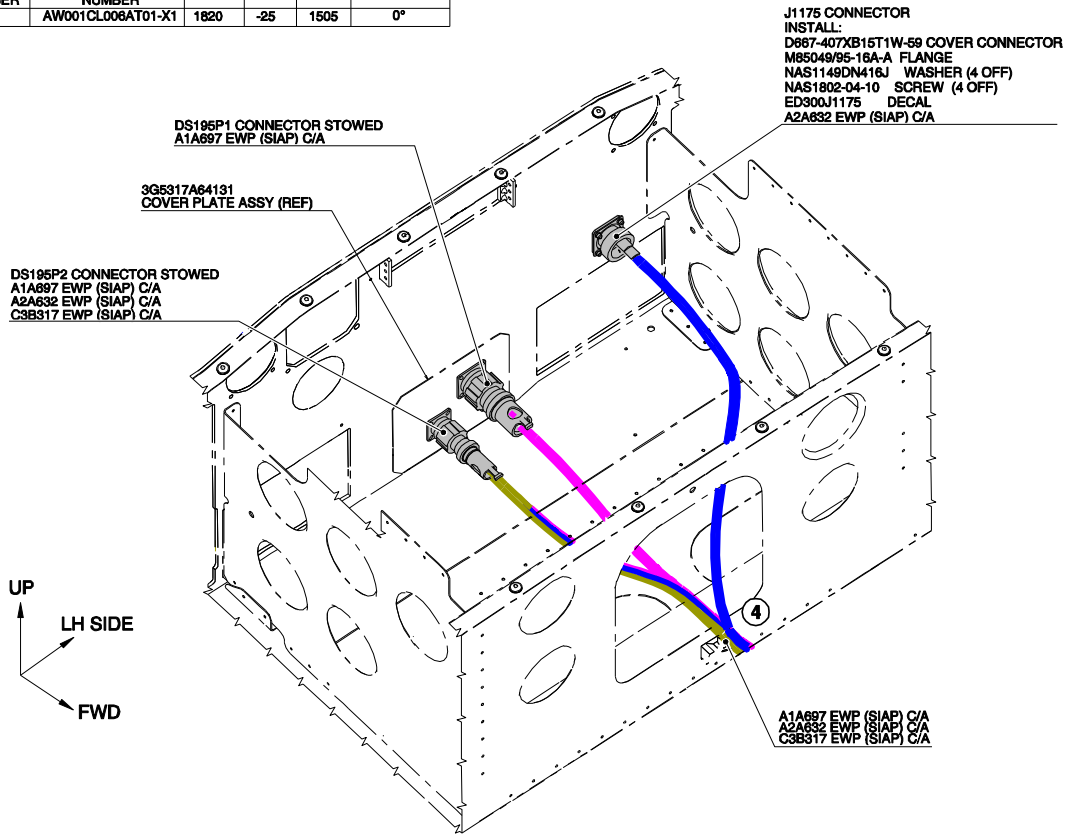 NUMBER
AW001CL006AT01-X1 1820 -25 1505 0°
J1175 CONNECTOR
INSTALL:
D667-407XB15T1W-59 COVER CONNECTOR
M85049/95-16A-A FLANGE
NAS1149DN416J WASHER (4 OFF)
NAS1802-04-10 SCREW (4 OFF)
ED300J1175 DECAL
A2A632 EWP (SIAP) C/A
DS195P1 CONNECTOR STOWED
A1A697 EWP (SIAP) C/A
3G5317A64131
COVER PLATE ASSY (REF)
DS195P2 CONNECTOR STOWED
A1A697 EWP (SIAP) C/A
A2A632 EWP (SIAP) C/A
C3B317 EWP (SIAP) C/A
UP
LH SIDE
FWD
4
A1A697 EWP (SIAP) C/A
A2A632 EWP (SIAP) C/A
C3B317 EWP (SIAP) C/A